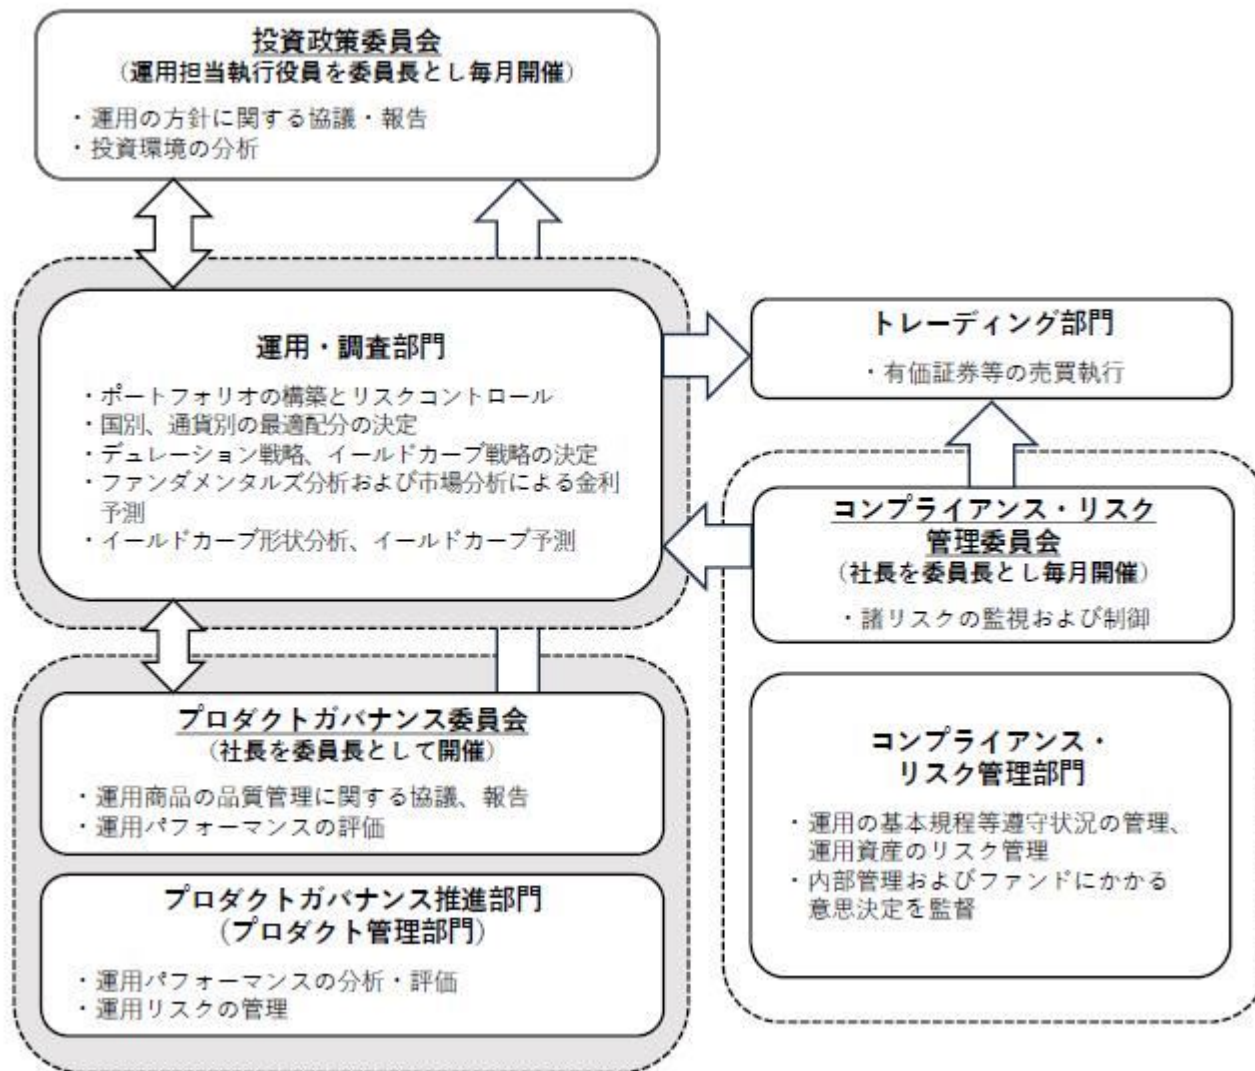 投資政策委員会
（運用担当執行役員を委員長とし毎月開催）
・運用の方針に関する協議・報告
・投資環境の分析
運用・調査部門
・ポートフォリオの構築とリスクコントロール
・国別、通貨別の最適配分の決定
・デュレーション戦略、イールドカーブ戦略の決定
・ファンダメンタルズ分析および市場分析による金利
予測
・イールドカーブ形状分析、イールドカーブ予測
トレーディング部門
・有価証券等の売買執行
コンプライアンス・リスク
管理委員会
（社長を委員長とし毎月開催）
・諸リスクの監視および制御
コンプライアンス・
リスク管理部門
・運用の基本規程等遵守状況の管理、
運用資産のリスク管理
・内部管理およびファンドにかかる
意思決定を監督
プロダクトガバナンス委員会
（社長を委員長として開催）
・運用商品の品質管理に関する協議、報告
・運用パフォーマンスの評価
プロダクトガバナンス推進部門
（プロダクト管理部門）
・運用パフォーマンスの分析・評価
・運用リスクの管理